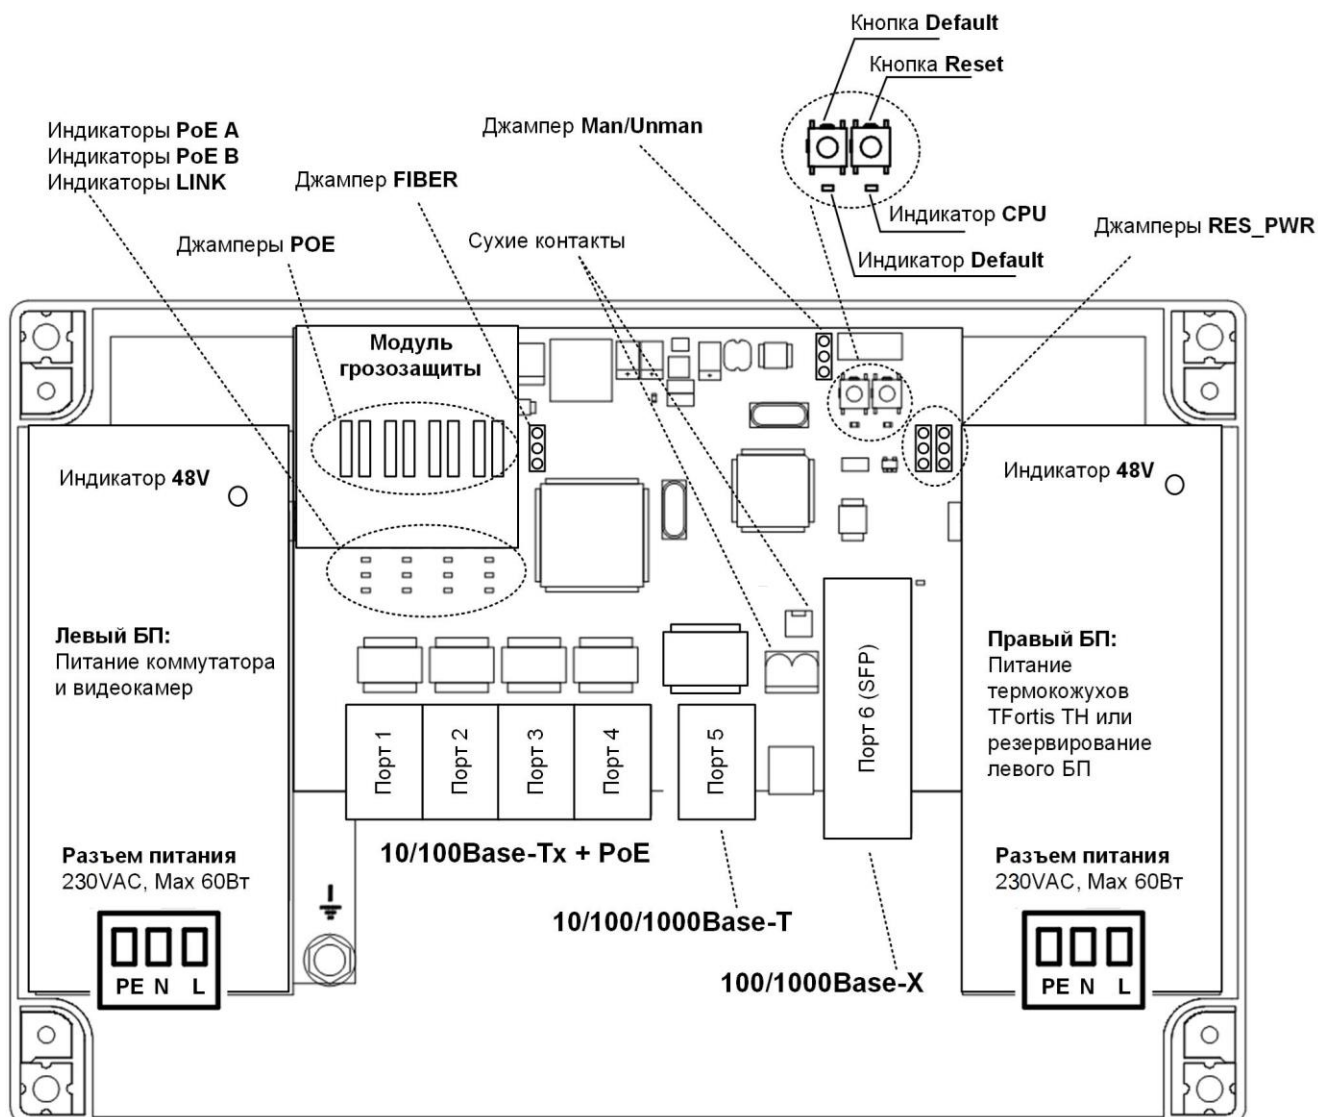 Кнопка Default
Кнопка Reset
Индикаторы PoE A
Индикаторы PoE B
Индикаторы LINK
Джампер Man/Unman
Джампер FIBER
Индикатор CPU
Джамперы RES_PWR
Джамперы POE
Сухие контакты
Индикатор Default
Модуль
грозозащиты
Индикатор 48V
Индикатор 48V
Левый БП:
Питание коммутатора
и видеокамер
Правый БП:
Питание
термокожухов
TFortis TH или
резервирование
левого БП
Порт 1
Порт 2
Порт 3
Порт 4
Порт 5
Порт 6 (SFP)
10/100Base-Tx + PoE
Разъем питания
230VAC, Max 60Вт
Разъем питания
230VAC, Max 60Вт
10/100/1000Base-T
100/1000Base-X
PE N L
PE N L